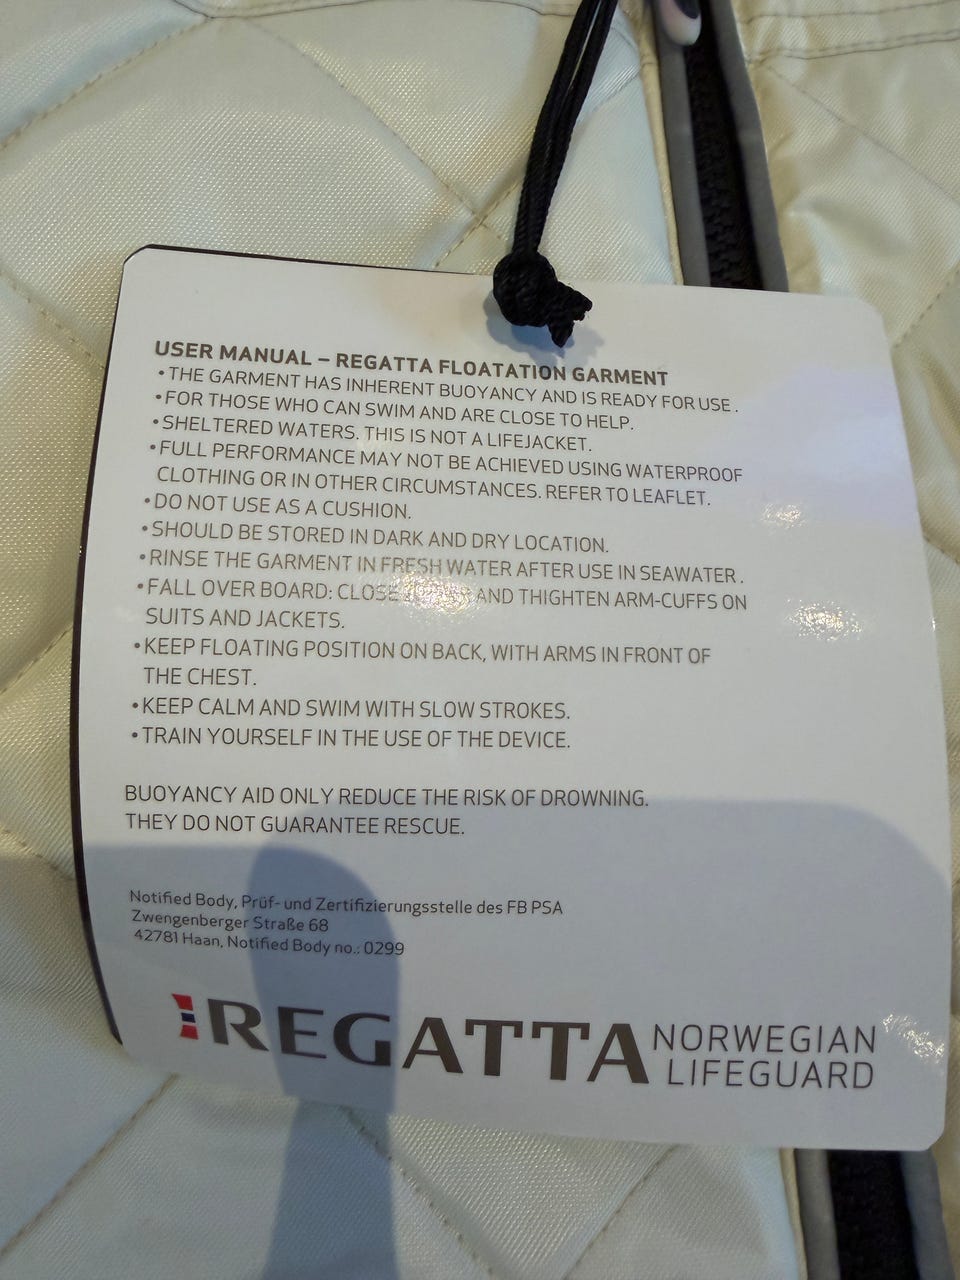 USER MANUAL – REGATTA FLOATATION GARMENT
•THE GARMENT HAS INHERENT BUOYANCY AND IS READY FOR USE.
•FOR THOSE WHO CAN SWIM AND ARE CLOSE TO HELP.
•SHELTERED WATERS. THIS IS NOT A LIFEJACKET.
•FULL PERFORMANCE MAY NOT BE ACHIEVED USING WATERPROOF
CLOTHING OR IN OTHER CIRCUMSTANCES. REFER TO LEAFLET.
•DO NOT USE AS A CUSHION.
•SHOULD BE STORED IN DARK AND DRY LOCATION.
•RINSE THE GARMENT IN FRESH WATER AFTER USE IN SEAWATER.
•FALL OVER BOARD: CLOSE AND THIGHTEN ARM-CUFFS ON
SUITS AND JACKETS.
•KEEP FLOATING POSITION ON BACK, WITH ARMS IN FRONT OF
THE CHEST.
•KEEP CALM AND SWIM WITH SLOW STROKES.
•TRAIN YOURSELF IN THE USE OF THE DEVICE.
BUOYANCY AID ONLY REDUCE THE RISK OF DROWNING.
THEY DO NOT GUARANTEE RESCUE.
Notified Body, Prüf- und Zertifizierungsstelle des FB PSA
Zwengenberger Straße 68
42781 Haan, Notified Body no.: 0299
REGATTA NORWEGIAN
LIFEGUARD